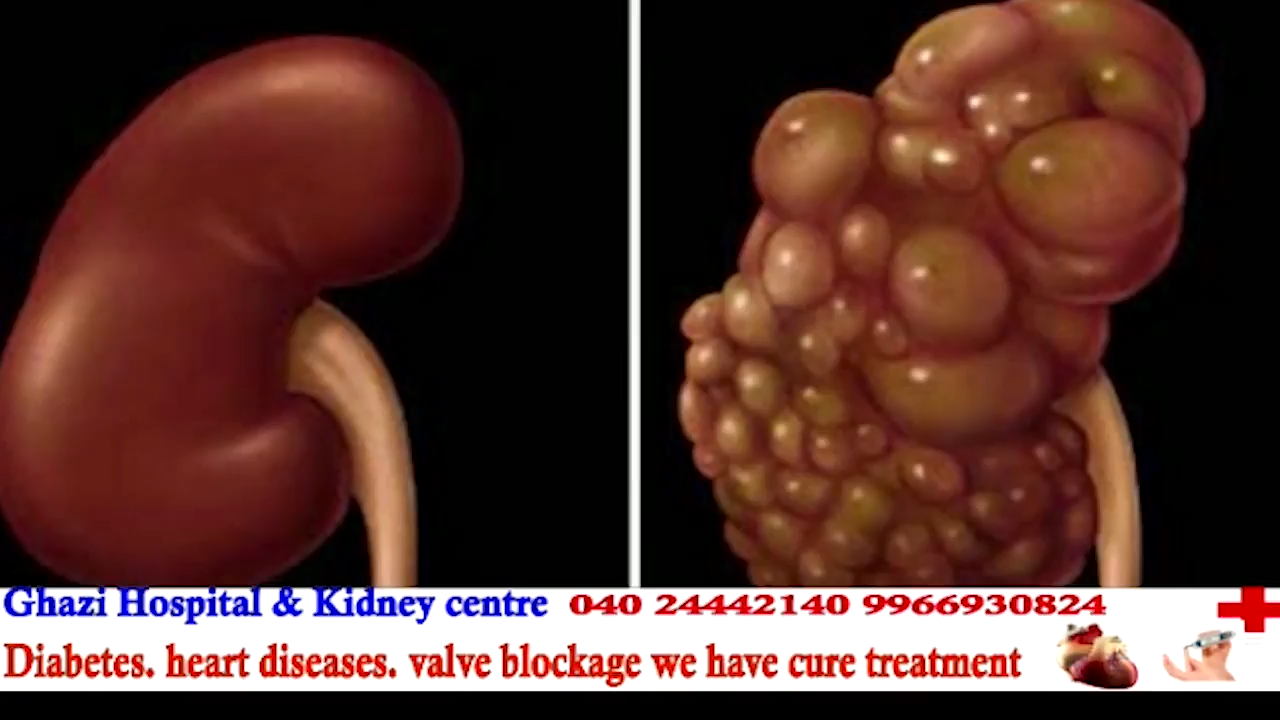 Ghazi Hospital & Kidney centre 040 24442140 9966930824
Diabetes. heart diseases. valve blockage we have cure treatment